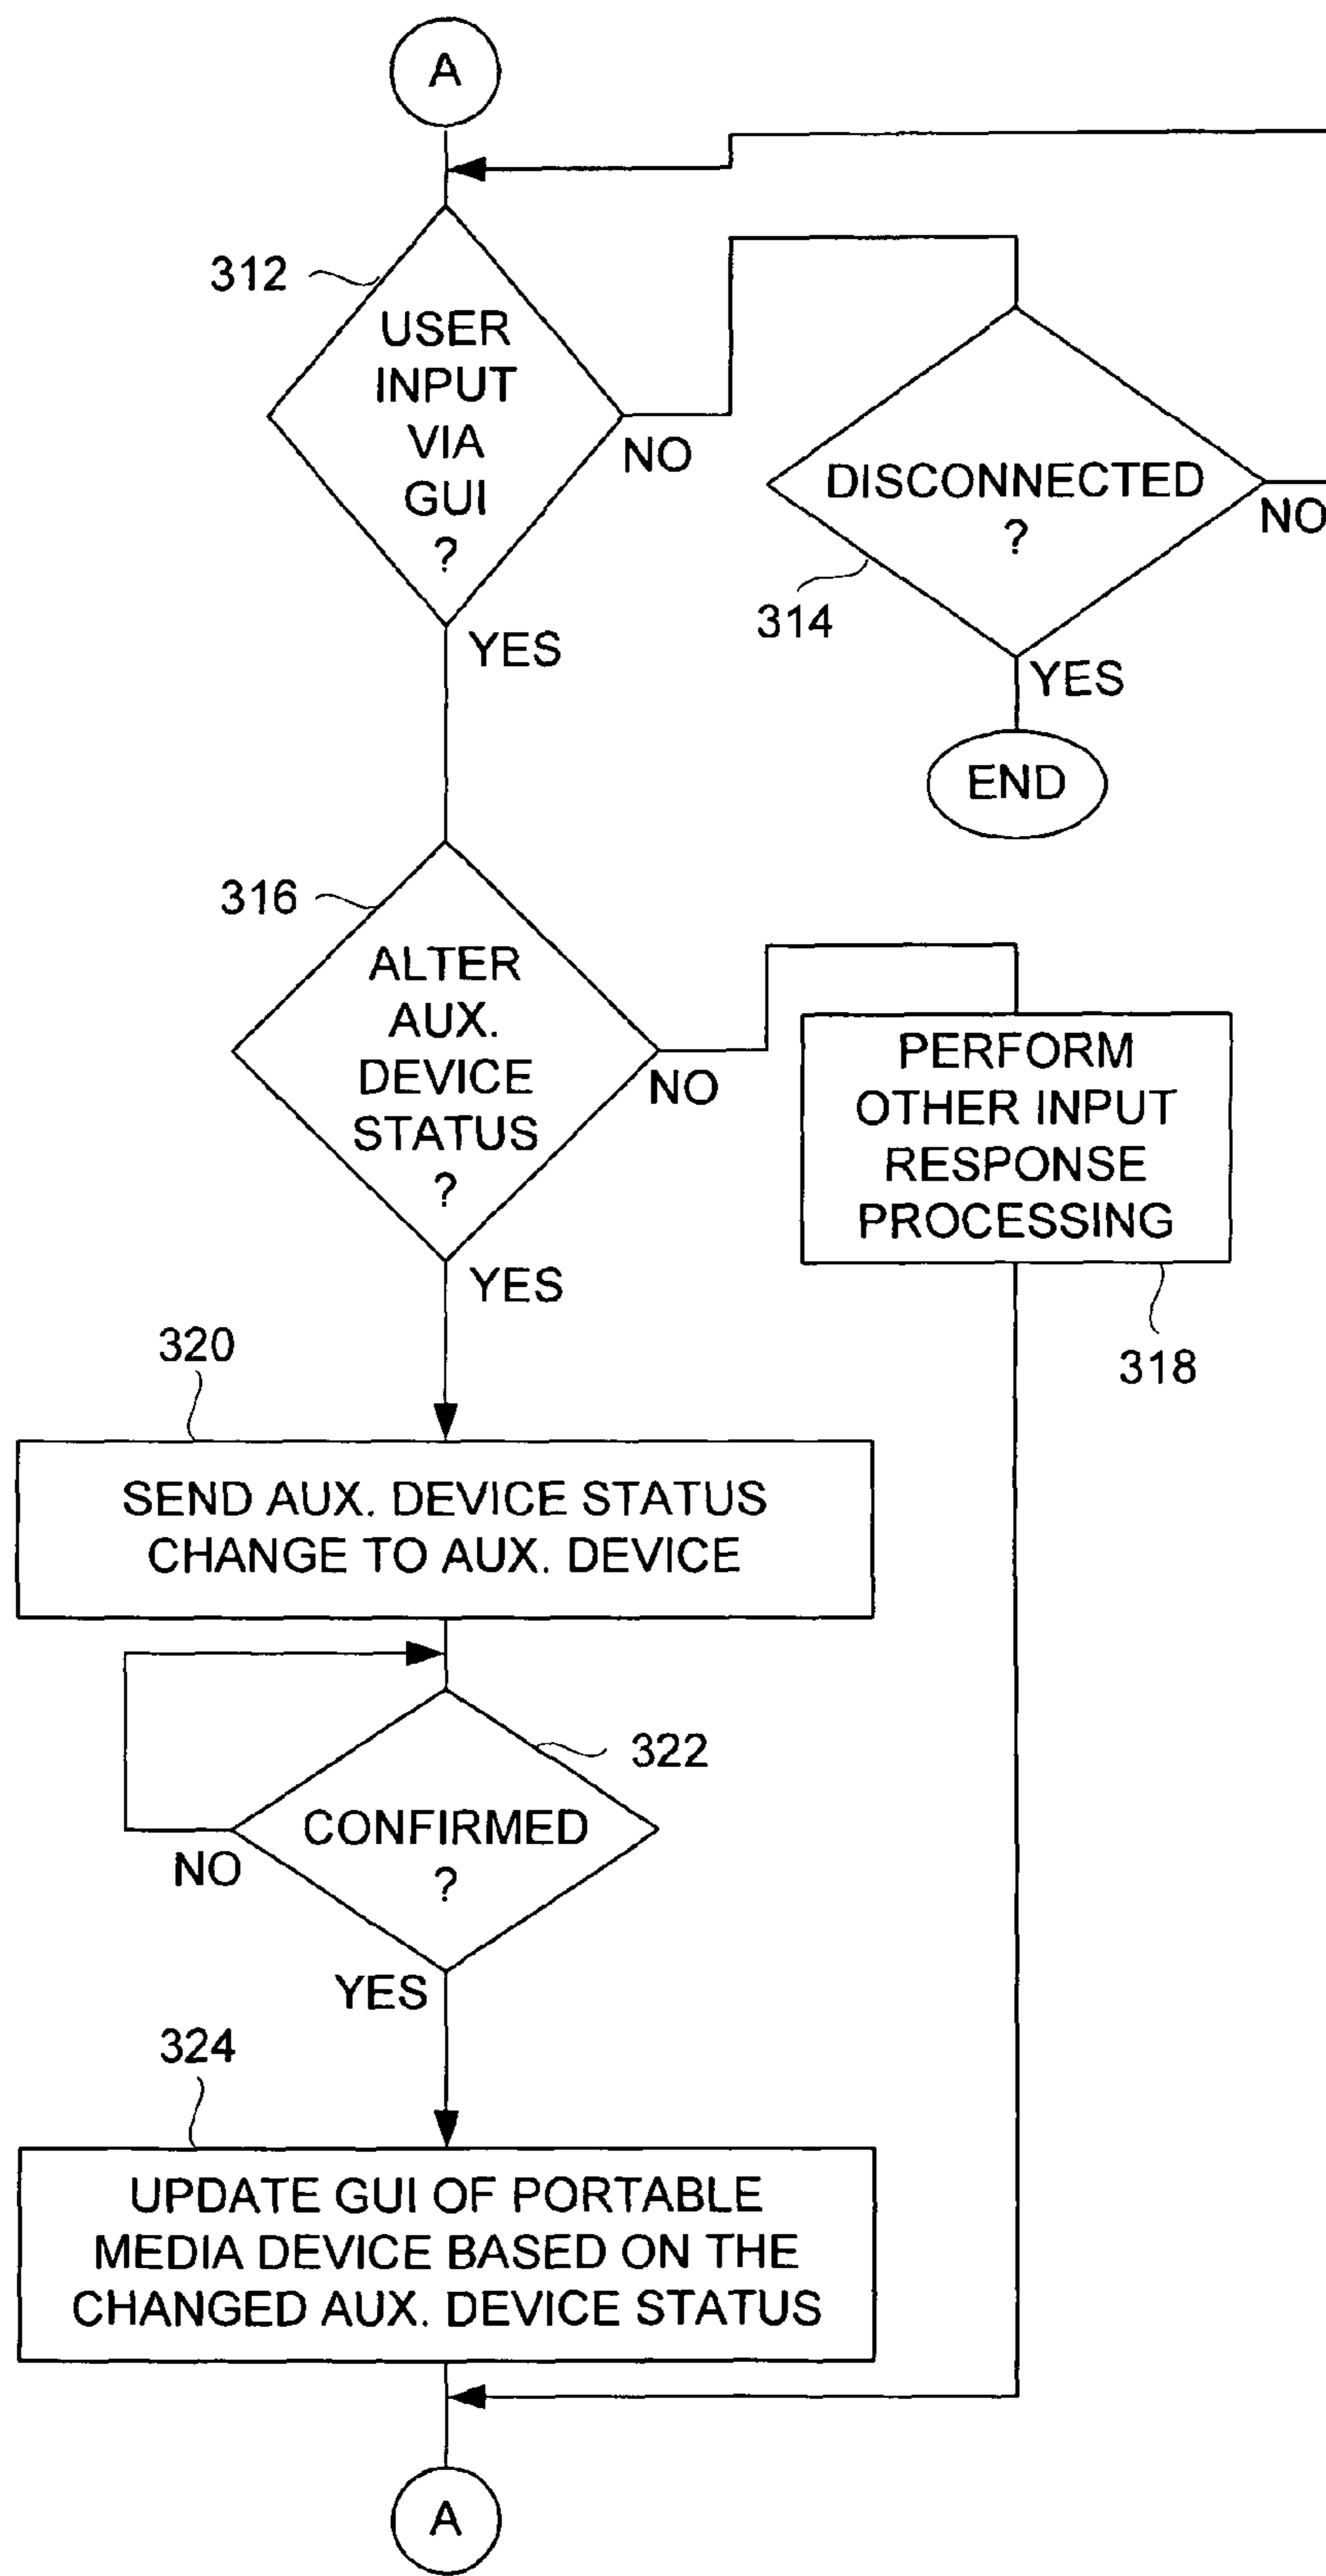 A
312
USER
INPUT
VIA
GUI
?
NO
YES
DISCONNECTED
?
NO
314
YES
END
316
ALTER
AUX.
DEVICE
STATUS
?
NO
YES
PERFORM
OTHER INPUT
RESPONSE
PROCESSING
318
320
SEND AUX. DEVICE STATUS
CHANGE TO AUX. DEVICE
322
CONFIRMED
?
NO
YES
324
UPDATE GUI OF PORTABLE
MEDIA DEVICE BASED ON THE
CHANGED AUX. DEVICE STATUS
A